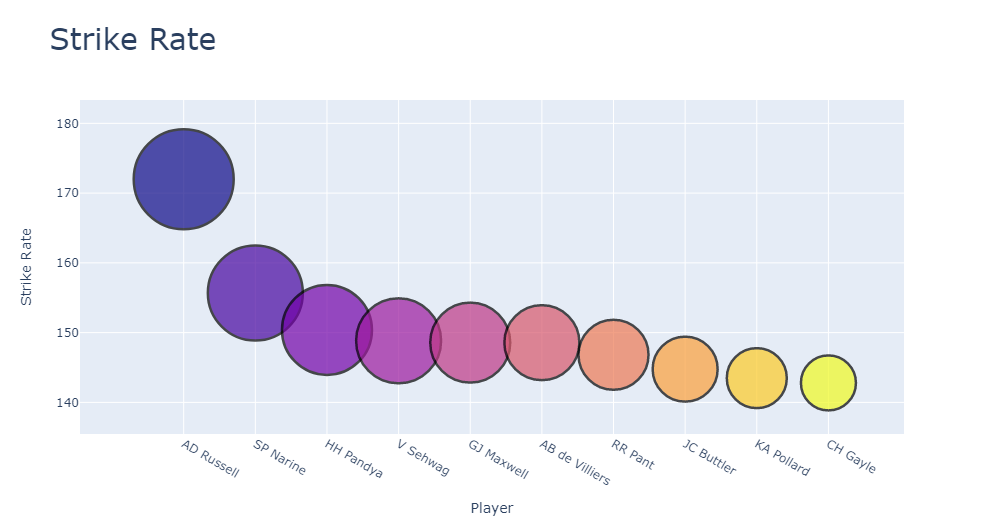 Strike Rate
180
170
160
150
140
Strike Rate
AD Russell
SP Narine
HH Pandya
V Sehwag
GJ Maxwell
AB de Villiers
RR Pant
JC Buttler
KA Pollard
CH Gayle
Player